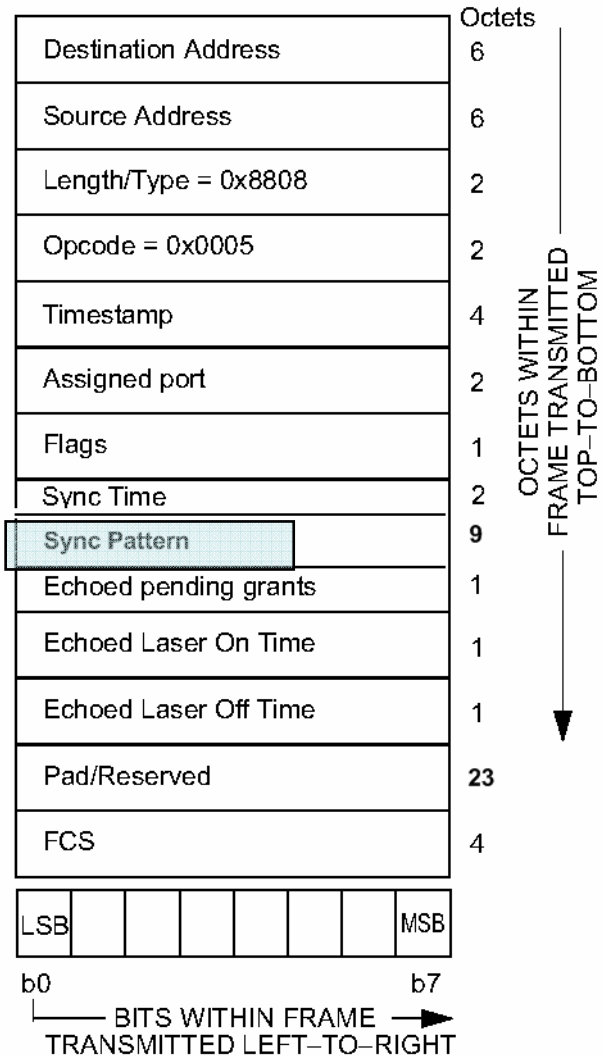 Octets
Destination Address 6
Source Address 6
Length/Type = 0x8808 2
Opcode = 0x0005 2
Timestamp 4
Assigned port 2
Flags 1
Sync Time 2
Sync Pattern 9
Echoed pending grants 1
Echoed Laser On Time 1
Echoed Laser Off Time 1
Pad/Reserved 23
FCS 4
OCTETS WITHIN
FRAME TRANSMITTED
TOP–TO–BOTTOM
LSB MSB
b0 b7
BITS WITHIN FRAME
TRANSMITTED LEFT–TO–RIGHT